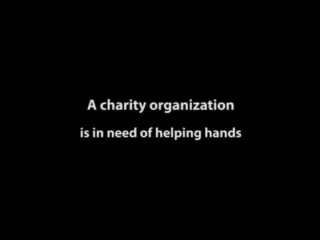 A charity organization
is in need of helping hands